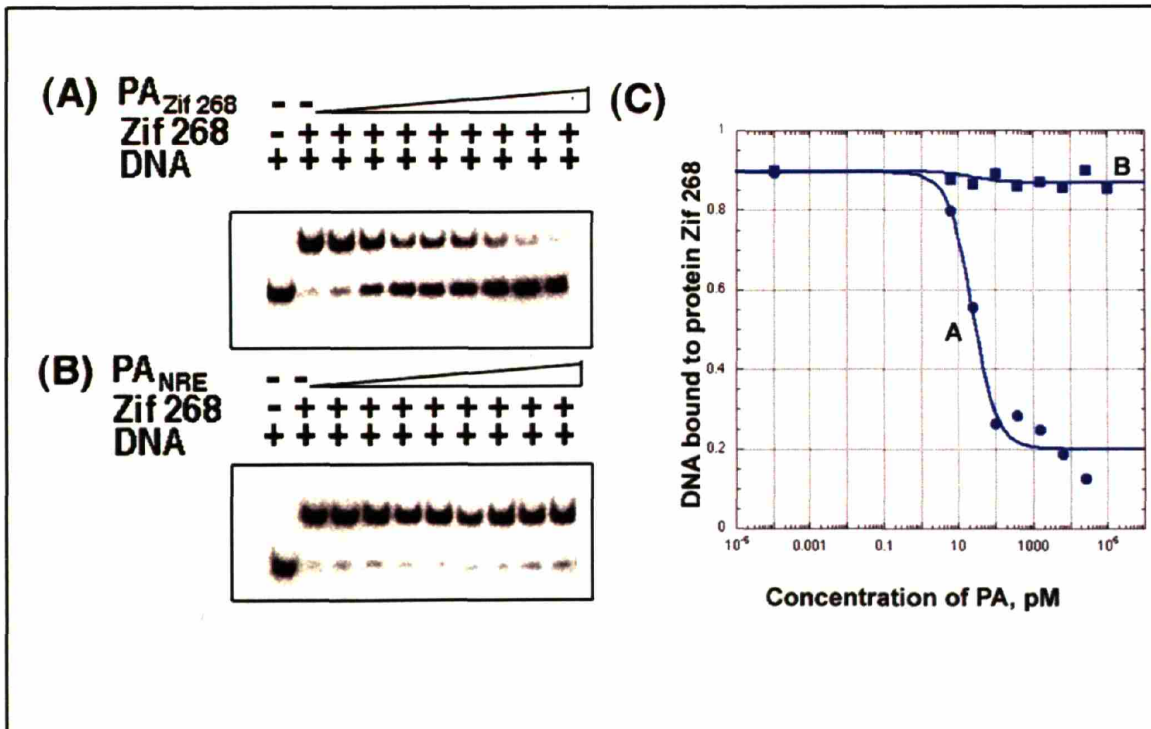 (A) PA Zif 268 - -
Zif 268 - + + + + + + + +
DNA + + + + + + + + +
(B) PA NRE - -
Zif 268 - + + + + + + + +
DNA + + + + + + + + +
(C)
DNA bound to protein Zif 268
1
0.8
0.6
0.4
0.2
0
B
A
10⁻⁵ 0.001 0.1 10 1000 10⁵
Concentration of PA, pM